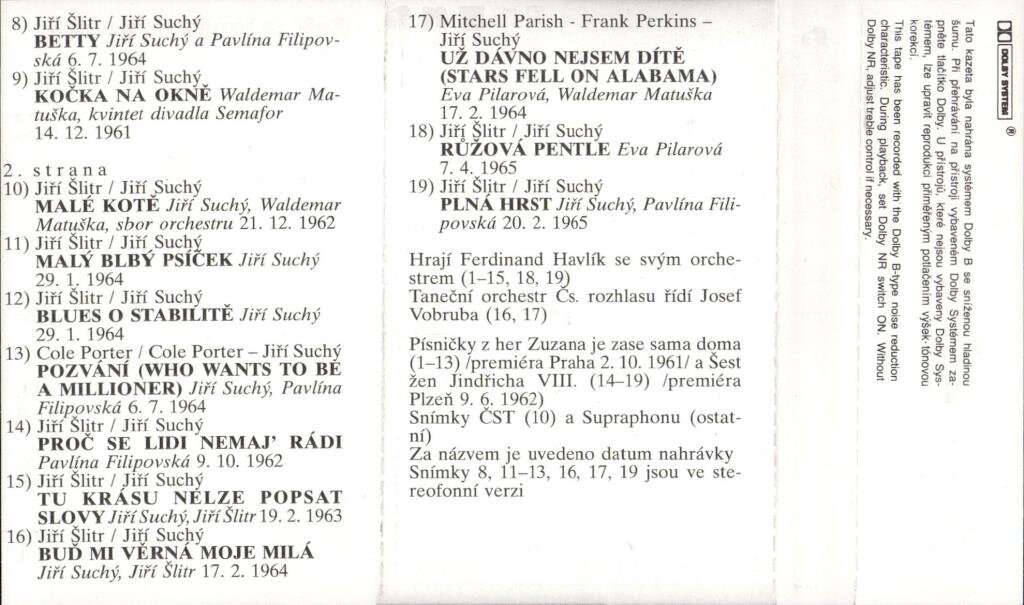 8) Jiří Šlitr / Jiří Suchý
BETTY Jiří Suchý a Pavlína Filipov-
ská 6. 7. 1964
9) Jiří Šlitr / Jiří Suchý
KOČKA NA OKNĚ Waldemar Ma-
tuška, kvintet divadla Semafor
14. 12. 1961
2. strana
10) Jiří Šlitr / Jiří Suchý
MALÉ KOTĚ Jiří Suchý, Waldemar
Matuška, sbor orchestru 21. 12. 1962
11) Jiří Šlitr / Jiří Suchý
MALÝ BLBÝ PSÍČEK Jiří Suchý
29. 1. 1964
12) Jiří Šlitr / Jiří Suchý
BLUES O STABILITĚ Jiří Suchý
29. 1. 1964
13) Cole Porter / Cole Porter – Jiří Suchý
POZVÁNÍ (WHO WANTS TO BE
A MILLIONER) Jiří Suchý, Pavlína
Filipovská 6. 7. 1964
14) Jiří Šlitr / Jiří Suchý
PROČ SE LIDI NEMAJ' RÁDI
Pavlína Filipovská 9. 10. 1962
15) Jiří Šlitr / Jiří Suchý
TU KRÁSU NELZE POPSAT
SLOVY Jiří Suchý, Jiří Šlitr 19. 2. 1963
16) Jiří Šlitr / Jiří Suchý
BUĎ MI VĚRNÁ MOJE MILÁ
Jiří Suchý, Jiří Šlitr 17. 2. 1964
17) Mitchell Parish - Frank Perkins –
Jiří Suchý
UŽ DÁVNO NEJSEM DÍTĚ
(STARS FELL ON ALABAMA)
Eva Pilarová, Waldemar Matuška
17. 2. 1964
18) Jiří Šlitr / Jiří Suchý
RŮŽOVÁ PENTLE Eva Pilarová
7. 4. 1965
19) Jiří Šlitr / Jiří Suchý
PLNÁ HRST Jiří Suchý, Pavlína Fili-
povská 20. 2. 1965
Hrají Ferdinand Havlík se svým orche-
strem (1–15, 18, 19)
Taneční orchestr Čs. rozhlasu řídí Josef
Vobruba (16, 17)
Písničky z her Zuzana je zase sama doma
(1–13) /premiéra Praha 2. 10. 1961/ a Šest
žen Jindřicha VIII. (14–19) /premiéra
Plzeň 9. 6. 1962)
Snímky ČST (10) a Supraphonu (ostat-
ní)
Za názvem je uvedeno datum nahrávky
Snímky 8, 11–13, 16, 17, 19 jsou ve ste-
reofonní verzi
DOLBY SYSTEM ®
Tato kazeta byla nahrána systémem Dolby B se sníženou hladinou
šumu. Při přehrávání na přístroji vybaveném Dolby Systémem za-
pněte tlačítko Dolby. U přístrojů, které nejsou vybaveny Dolby Sys-
témem, lze upravit reprodukci přiměřeným potlačením výšek-tónovou
korekcí.
This tape has been recorded with the Dolby B-type noise reduction
characteristic. During playback, set Dolby NR switch ON. Without
Dolby NR, adjust treble control if necessary.